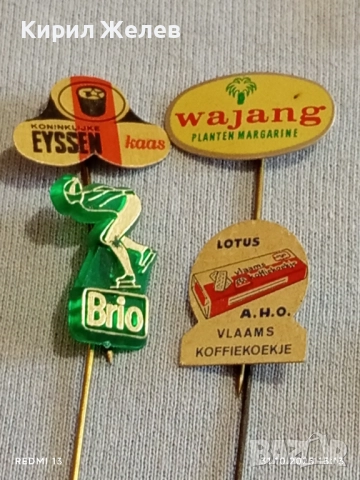 Кирил Желев
KONINKLIJKE
EYSSEN kaas
wajang
PLANTEN MARGARINE
Brio
LOTUS
A.H.O.
VLAAMS
KOFFIEKOEKJE
REDMI 13